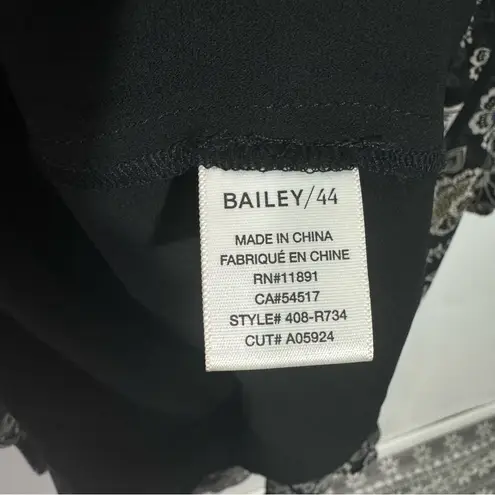 BAILEY/44
MADE IN CHINA
FABRIQUÉ EN CHINE
RN#11891
CA#54517
STYLE# 408-R734
CUT# A05924